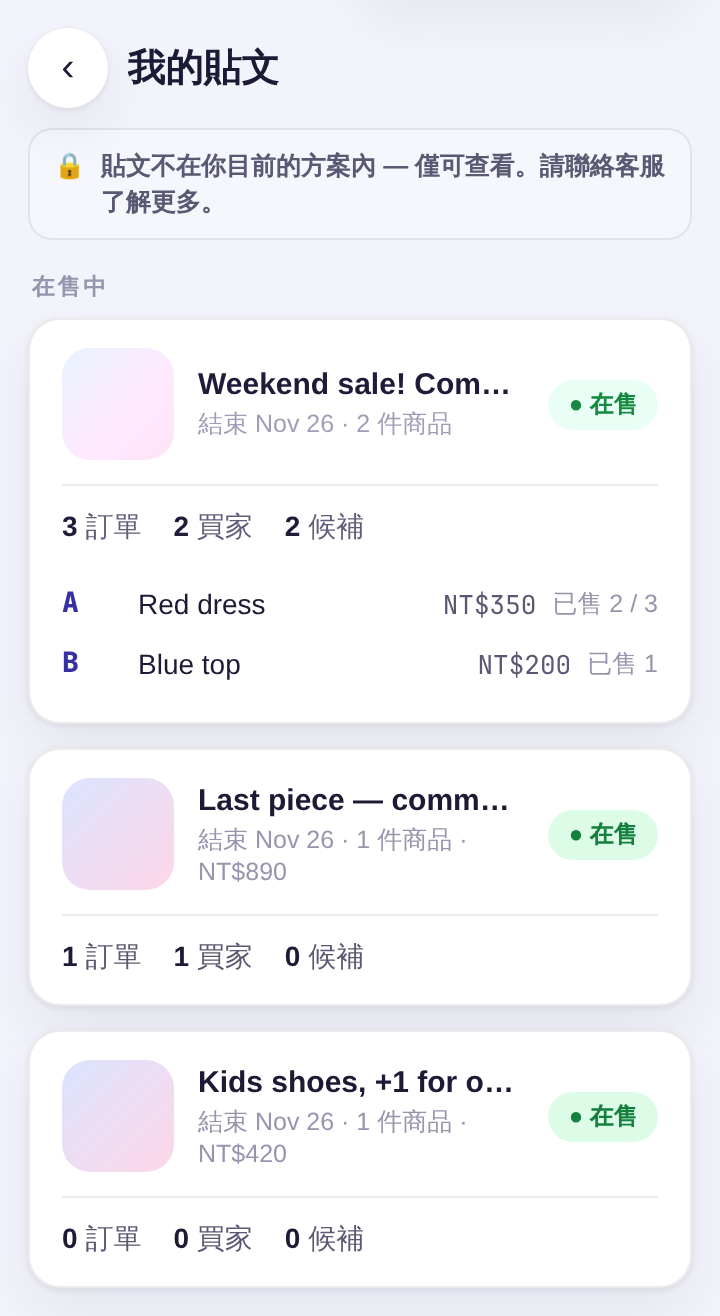 ‹ 我的貼文
🔒 貼文不在你目前的方案內 — 僅可查看。請聯絡客服
了解更多。
在售中
Weekend sale! Com…
結束 Nov 26 · 2 件商品
● 在售
3 訂單 2 買家 2 候補
A Red dress NT$350 已售 2 / 3
B Blue top NT$200 已售 1
Last piece — comm…
結束 Nov 26 · 1 件商品 ·
NT$890
● 在售
1 訂單 1 買家 0 候補
Kids shoes, +1 for o…
結束 Nov 26 · 1 件商品 ·
NT$420
● 在售
0 訂單 0 買家 0 候補